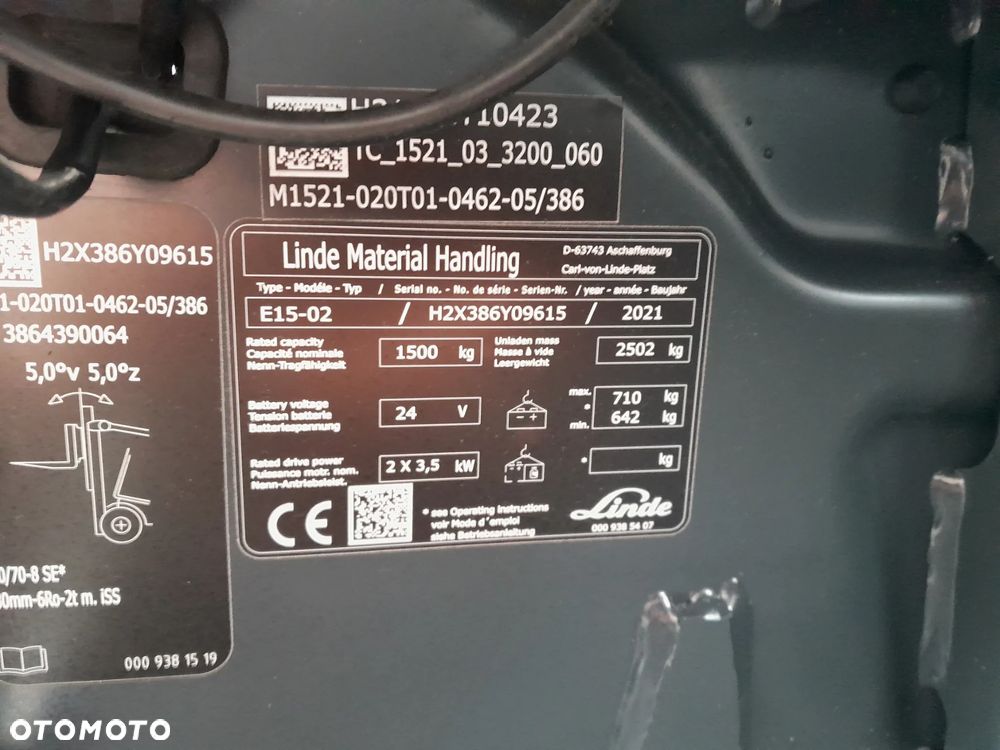 10423
TC_1521_03_3200_060
M1521-020T01-0462-05/386
H2X386Y09615
1-020T01-0462-05/386
3864390064
5,0°v 5,0°z
0/70-8 SE*
0mm-6Ro-2t m. iSS
000 938 15 19
Linde Material Handling
D-63743 Aschaffenburg
Carl-von-Linde-Platz
Type - Modéle - Typ / Serial no. - No. de série - Serien-Nr. / year - année - Baujahr
E15-02 / H2X386Y09615 / 2021
Rated capacity
Capacité nominale
Nenn-Tragfähigkeit
1500 kg
Unladen mass
Masse à vide
Leergewicht
2502 kg
Battery voltage
Tension batterie
Batteriespannung
24 V
- +
max. 710 kg
*
min. 642 kg
Rated drive power
Puissance motr. nom.
Nenn-Antriebsleist.
2 X 3,5 kW
* kg
CE
* see Operating instructions
voir Mode d'emploi
siehe Betriebsanleitung
Linde
000 938 54 07
OTOMOTO